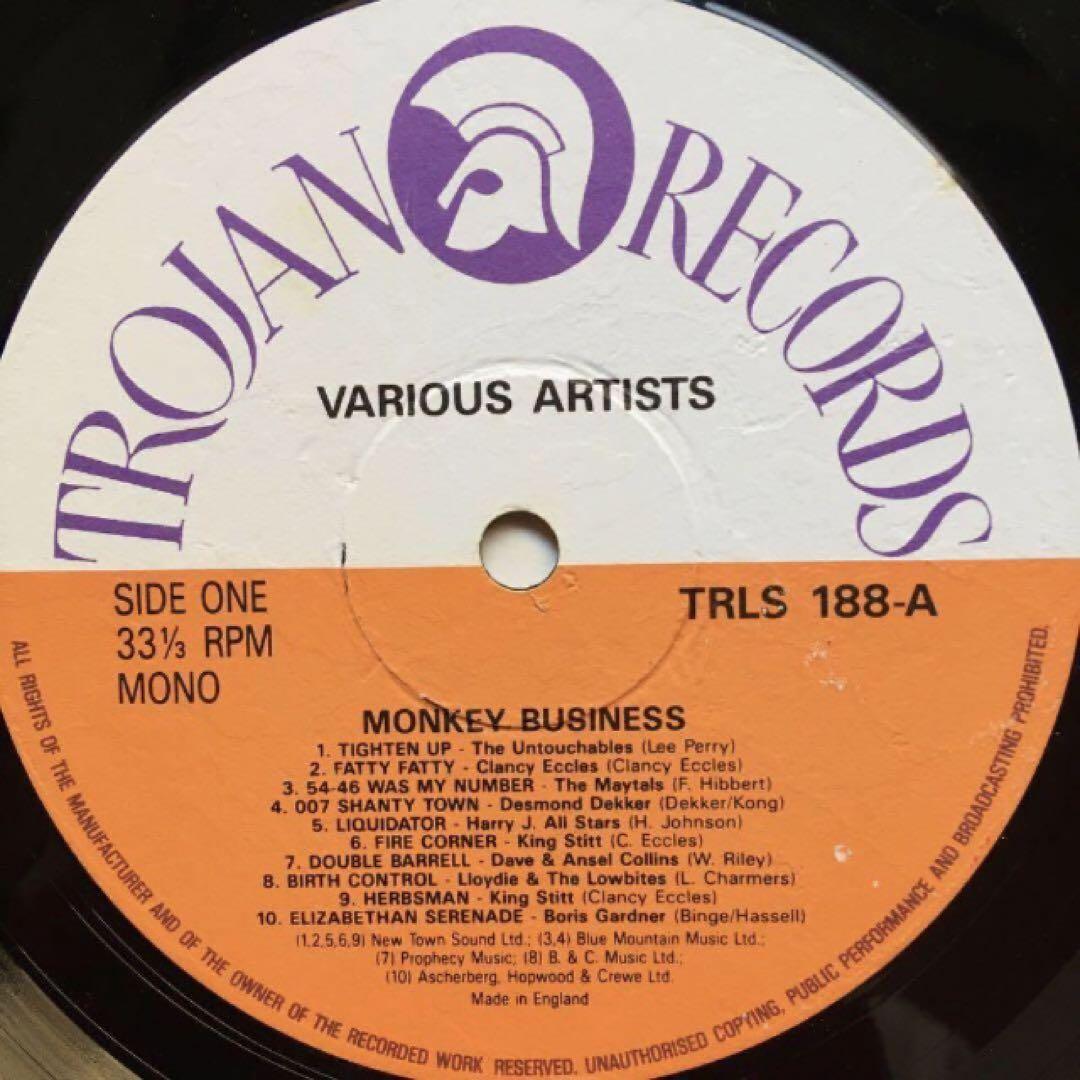 TROJAN RECORDS
VARIOUS ARTISTS
SIDE ONE
33⅓ RPM
MONO
TRLS 188-A
MONKEY BUSINESS
1. TIGHTEN UP - The Untouchables (Lee Perry)
2. FATTY FATTY - Clancy Eccles (Clancy Eccles)
3. 54-46 WAS MY NUMBER - The Maytals (F. Hibbert)
4. 007 SHANTY TOWN - Desmond Dekker (Dekker/Kong)
5. LIQUIDATOR - Harry J. All Stars (H. Johnson)
6. FIRE CORNER - King Stitt (C. Eccles)
7. DOUBLE BARRELL - Dave & Ansel Collins (W. Riley)
8. BIRTH CONTROL - Lloydie & The Lowbites (L. Charmers)
9. HERBSMAN - King Stitt (Clancy Eccles)
10. ELIZABETHAN SERENADE - Boris Gardner (Binge/Hassell)
(1,2,5,6,9) New Town Sound Ltd.; (3,4) Blue Mountain Music Ltd.;
(7) Prophecy Music; (8) B. & C. Music Ltd.;
(10) Ascherberg, Hopwood & Crewe Ltd.
Made in England
ALL RIGHTS OF THE MANUFACTURER AND OF THE OWNER OF THE RECORDED WORK RESERVED. UNAUTHORISED COPYING, PUBLIC PERFORMANCE AND BROADCASTING PROHIBITED.